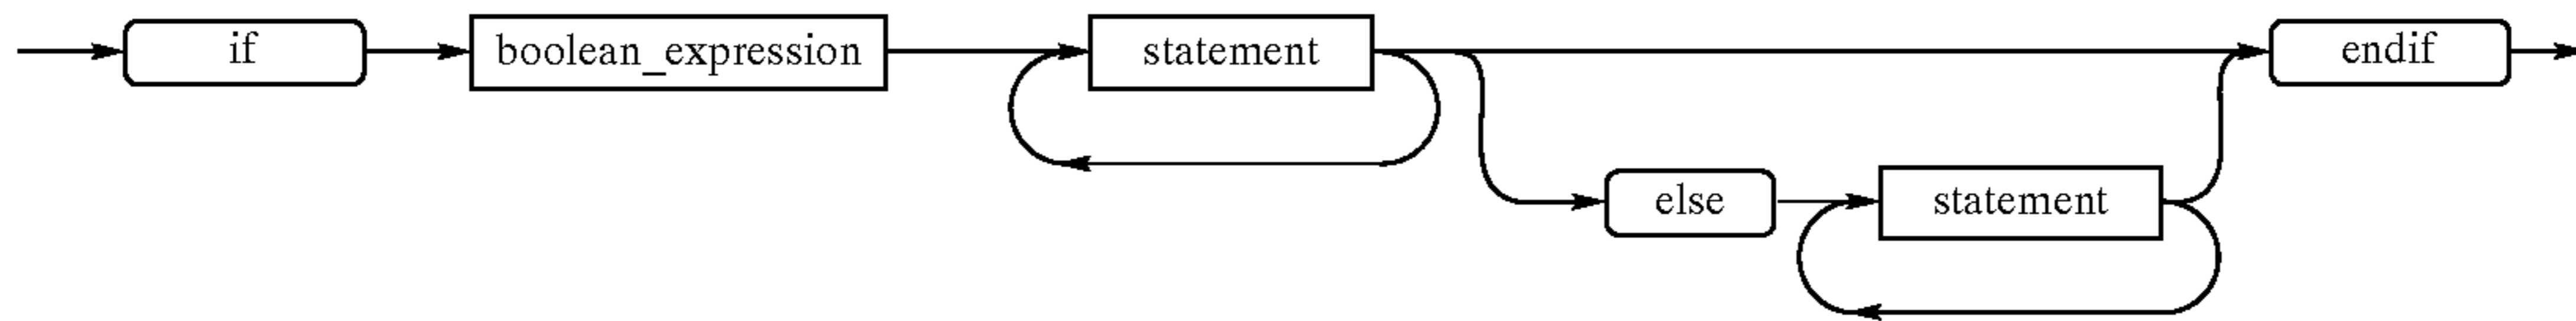 if boolean_expression statement endif
else statement